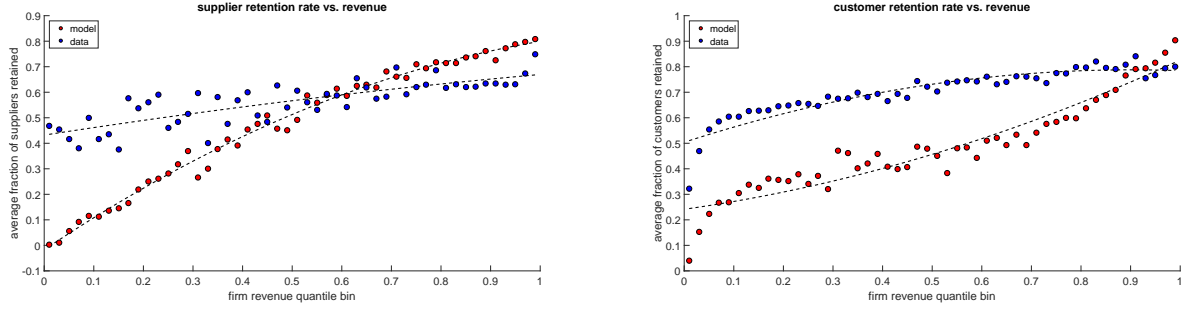 supplier retention rate vs. revenue
model
data
average fraction of suppliers retained
0.9
0.8
0.7
0.6
0.5
0.4
0.3
0.2
0.1
0
-0.1
0 0.1 0.2 0.3 0.4 0.5 0.6 0.7 0.8 0.9 1
firm revenue quantile bin
customer retention rate vs. revenue
model
data
average fraction of customers retained
1
0.9
0.8
0.7
0.6
0.5
0.4
0.3
0.2
0.1
0
0 0.1 0.2 0.3 0.4 0.5 0.6 0.7 0.8 0.9 1
firm revenue quantile bin